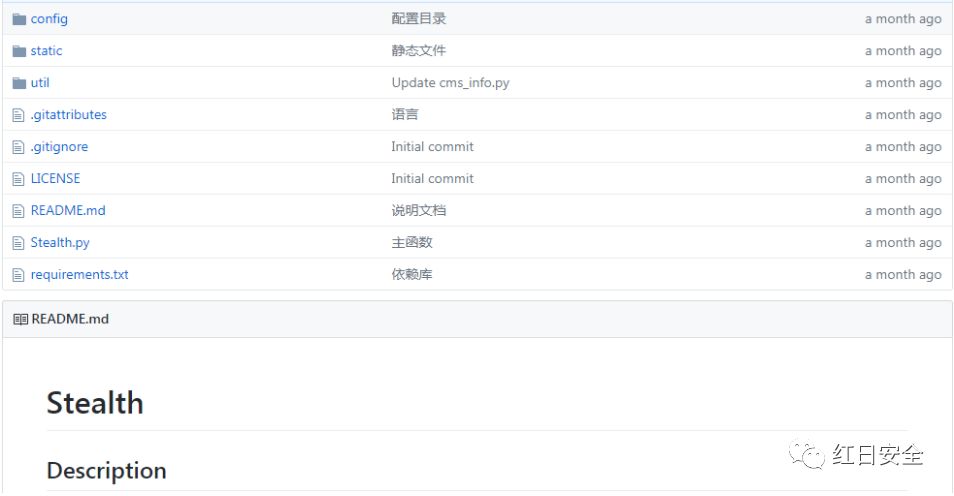 config 配置目录 a month ago
static 静态文件 a month ago
util Update cms_info.py a month ago
.gitattributes 语言 a month ago
.gitignore Initial commit a month ago
LICENSE Initial commit a month ago
README.md 说明文档 a month ago
Stealth.py 主函数 a month ago
requirements.txt 依赖库 a month ago
README.md
Stealth
Description
红日安全